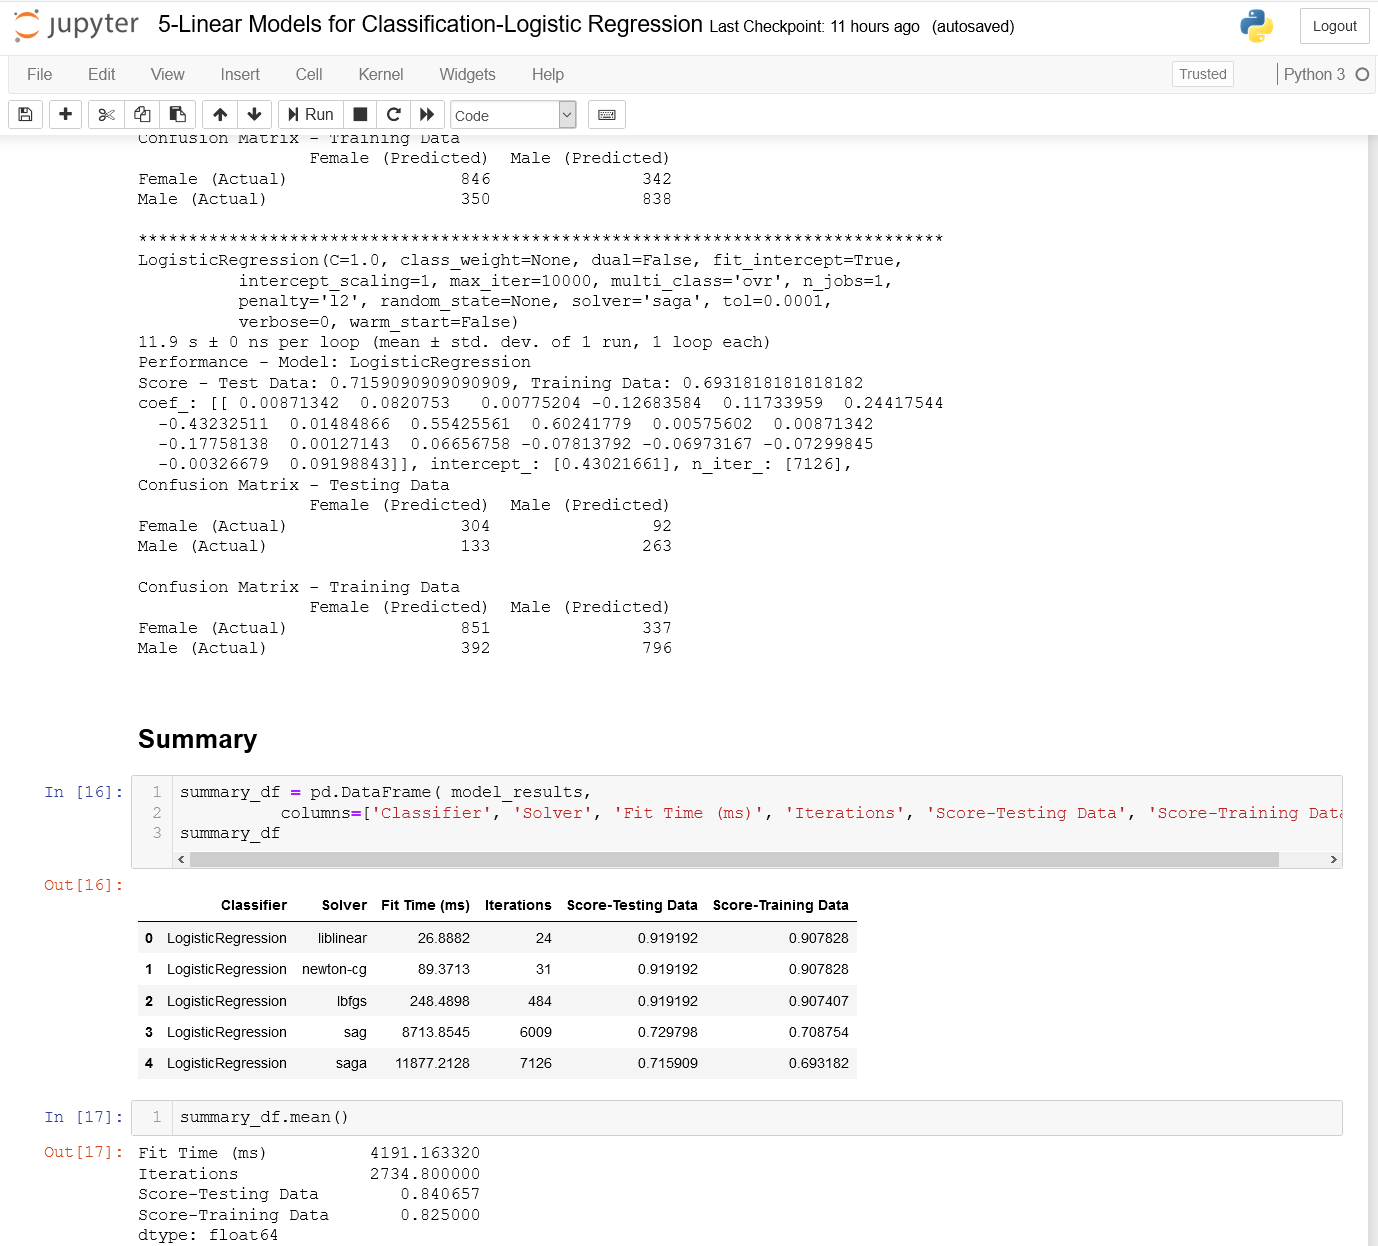 jupyter 5-Linear Models for Classification-Logistic Regression Last Checkpoint: 11 hours ago (autosaved) Logout
File Edit View Insert Cell Kernel Widgets Help Trusted Python 3
Run Code
Confusion Matrix - Training Data
Female (Predicted) Male (Predicted)
Female (Actual) 846 342
Male (Actual) 350 838
********************************************************************************
LogisticRegression(C=1.0, class_weight=None, dual=False, fit_intercept=True,
intercept_scaling=1, max_iter=10000, multi_class='ovr', n_jobs=1,
penalty='l2', random_state=None, solver='saga', tol=0.0001,
verbose=0, warm_start=False)
11.9 s ± 0 ns per loop (mean ± std. dev. of 1 run, 1 loop each)
Performance - Model: LogisticRegression
Score - Test Data: 0.7159090909090909, Training Data: 0.6931818181818182
coef_: [[ 0.00871342 0.0820753 0.00775204 -0.12683584 0.11733959 0.24417544
-0.43232511 0.01484866 0.55425561 0.60241779 0.00575602 0.00871342
-0.17758138 0.00127143 0.06656758 -0.07813792 -0.06973167 -0.07299845
-0.00326679 0.09198843]], intercept_: [0.43021661], n_iter_: [7126],
Confusion Matrix - Testing Data
Female (Predicted) Male (Predicted)
Female (Actual) 304 92
Male (Actual) 133 263
Confusion Matrix - Training Data
Female (Predicted) Male (Predicted)
Female (Actual) 851 337
Male (Actual) 392 796
Summary
In [16]: 1 summary_df = pd.DataFrame( model_results,
2 columns=['Classifier', 'Solver', 'Fit Time (ms)', 'Iterations', 'Score-Testing Data', 'Score-Training Data
3 summary_df
Out[16]:
Classifier Solver Fit Time (ms) Iterations Score-Testing Data Score-Training Data
0 LogisticRegression liblinear 26.8882 24 0.919192 0.907828
1 LogisticRegression newton-cg 89.3713 31 0.919192 0.907828
2 LogisticRegression lbfgs 248.4898 484 0.919192 0.907407
3 LogisticRegression sag 8713.8545 6009 0.729798 0.708754
4 LogisticRegression saga 11877.2128 7126 0.715909 0.693182
In [17]: 1 summary_df.mean()
Out[17]: Fit Time (ms) 4191.163320
Iterations 2734.800000
Score-Testing Data 0.840657
Score-Training Data 0.825000
dtype: float64